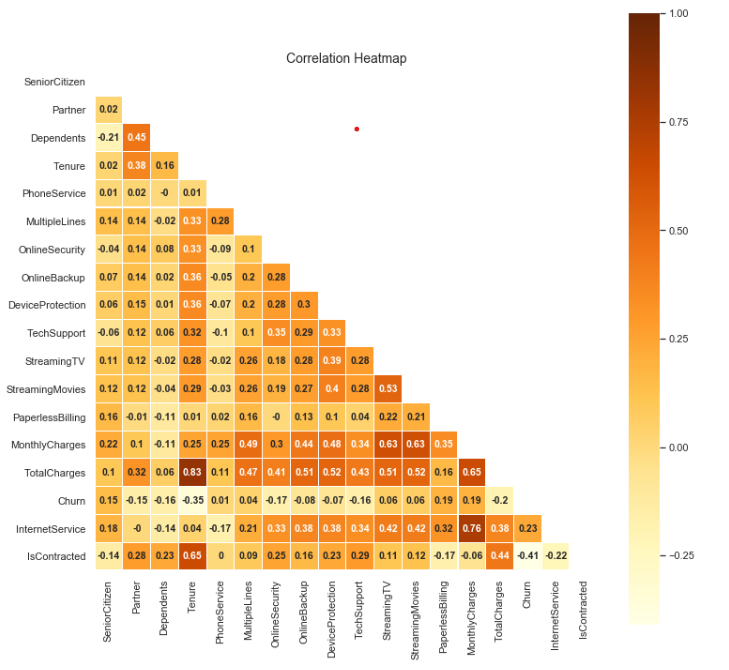 Correlation Heatmap
SeniorCitizen
Partner 0.02
Dependents -0.21 0.45
Tenure 0.02 0.38 0.16
PhoneService 0.01 0.02 -0 0.01
MultipleLines 0.14 0.14 -0.02 0.33 0.28
OnlineSecurity -0.04 0.14 0.08 0.33 -0.09 0.1
OnlineBackup 0.07 0.14 0.02 0.36 -0.05 0.2 0.28
DeviceProtection 0.06 0.15 0.01 0.36 -0.07 0.2 0.28 0.3
TechSupport -0.06 0.12 0.06 0.32 -0.1 0.1 0.35 0.29 0.33
StreamingTV 0.11 0.12 -0.02 0.28 -0.02 0.26 0.18 0.28 0.39 0.28
StreamingMovies 0.12 0.12 -0.04 0.29 -0.03 0.26 0.19 0.27 0.4 0.28 0.53
PaperlessBilling 0.16 -0.01 -0.11 0.01 0.02 0.16 -0 0.13 0.1 0.04 0.22 0.21
MonthlyCharges 0.22 0.1 -0.11 0.25 0.25 0.49 0.3 0.44 0.48 0.34 0.63 0.63 0.35
TotalCharges 0.1 0.32 0.06 0.83 0.11 0.47 0.41 0.51 0.52 0.43 0.51 0.52 0.16 0.65
Churn 0.15 -0.15 -0.16 -0.35 0.01 0.04 -0.17 -0.08 -0.07 -0.16 0.06 0.06 0.19 0.19 -0.2
InternetService 0.18 -0 -0.14 0.04 -0.17 0.21 0.33 0.38 0.38 0.34 0.42 0.42 0.32 0.76 0.38 0.23
IsContracted -0.14 0.28 0.23 0.65 0 0.09 0.25 0.16 0.23 0.29 0.11 0.12 -0.17 -0.06 0.44 -0.41 -0.22
SeniorCitizen
Partner
Dependents
Tenure
PhoneService
MultipleLines
OnlineSecurity
OnlineBackup
DeviceProtection
TechSupport
StreamingTV
StreamingMovies
PaperlessBilling
MonthlyCharges
TotalCharges
Churn
InternetService
IsContracted
1.00
0.75
0.50
0.25
0.00
-0.25